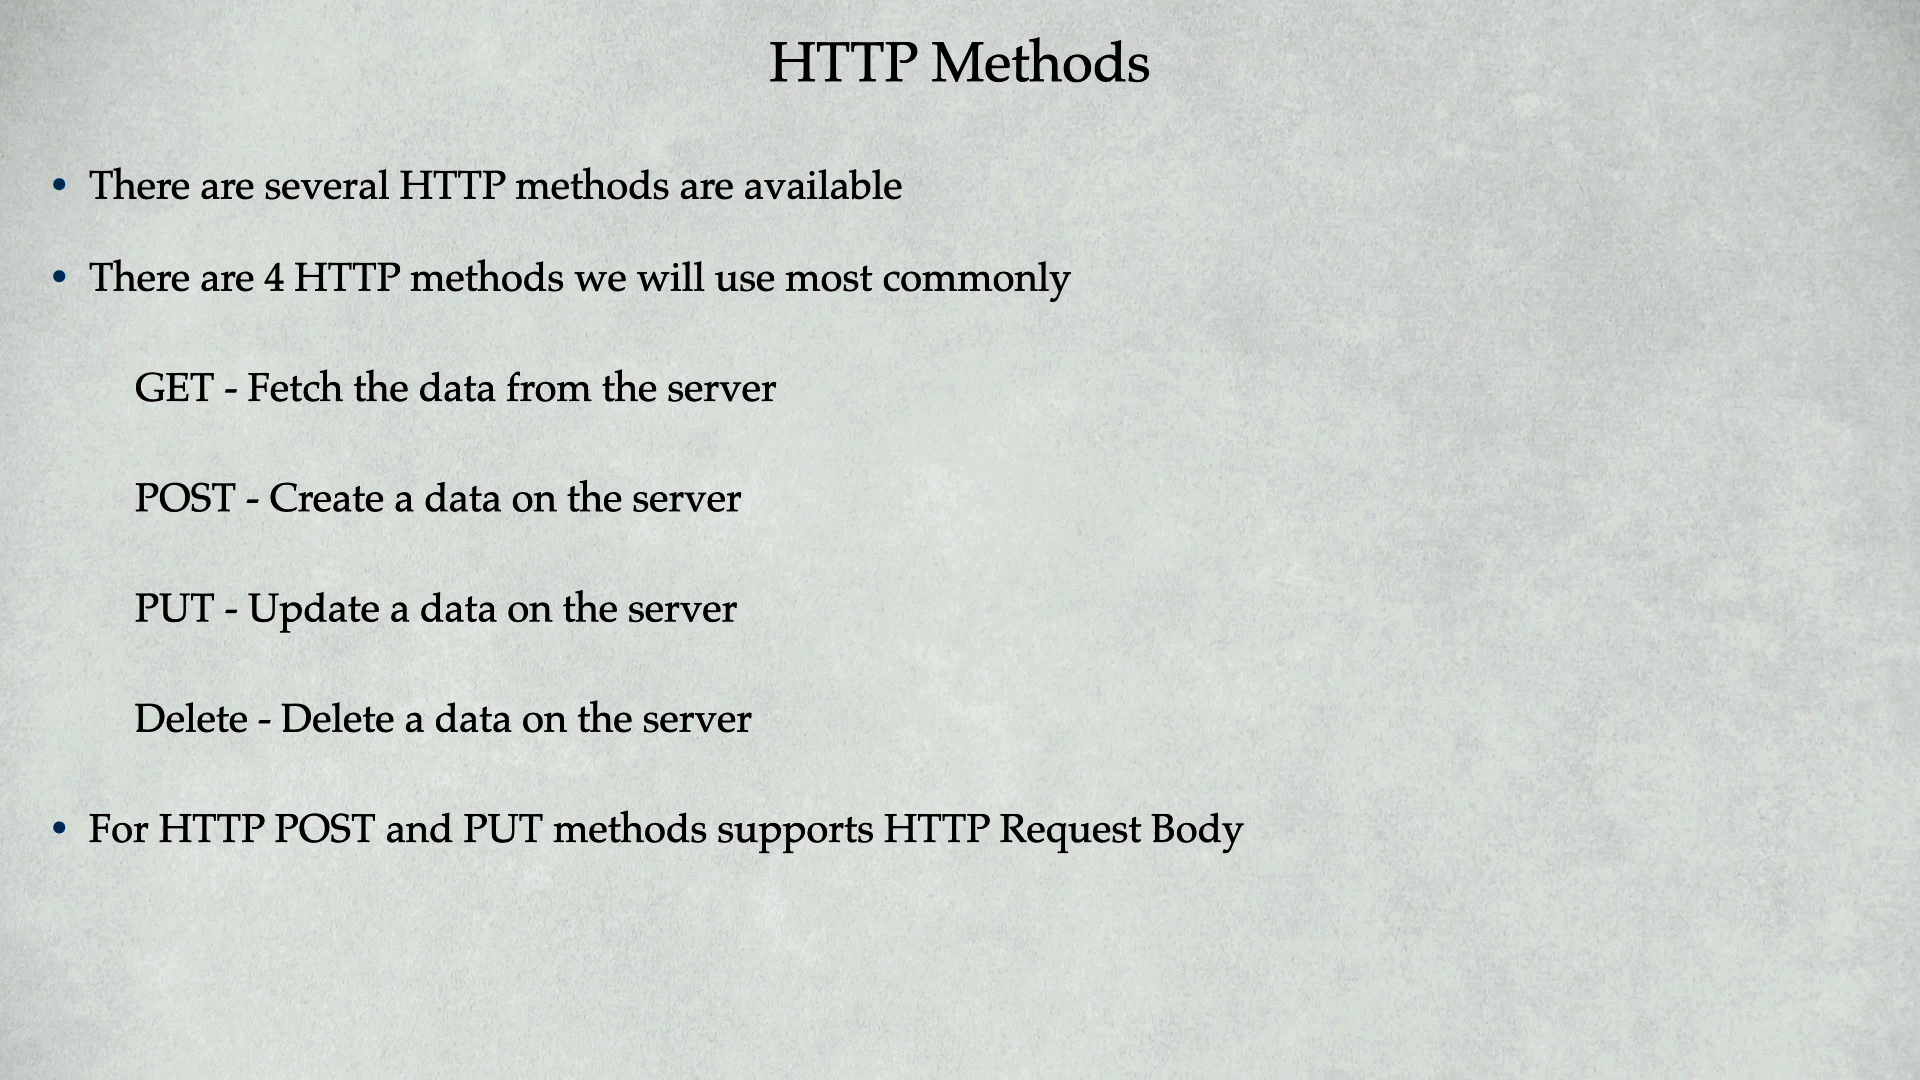 HTTP Methods
• There are several HTTP methods are available
• There are 4 HTTP methods we will use most commonly
GET - Fetch the data from the server
POST - Create a data on the server
PUT - Update a data on the server
Delete - Delete a data on the server
• For HTTP POST and PUT methods supports HTTP Request Body